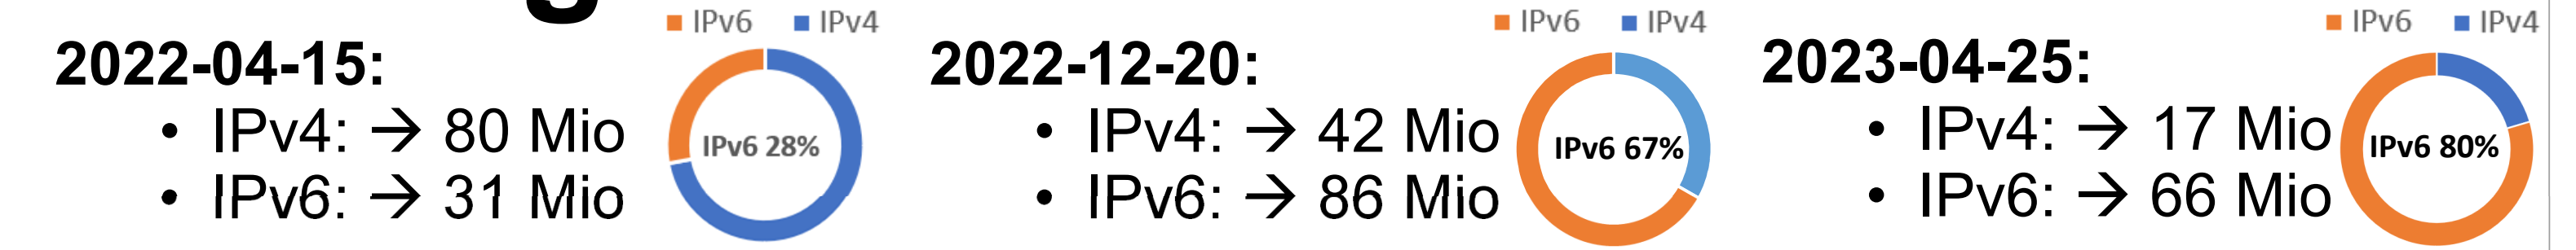 2022-04-15:
• IPv4: → 80 Mio
• IPv6: → 31 Mio
IPv6 IPv4
IPv6 28%
2022-12-20:
• IPv4: → 42 Mio
• IPv6: → 86 Mio
IPv6 IPv4
IPv6 67%
2023-04-25:
• IPv4: → 17 Mio
• IPv6: → 66 Mio
IPv6 IPv4
IPv6 80%